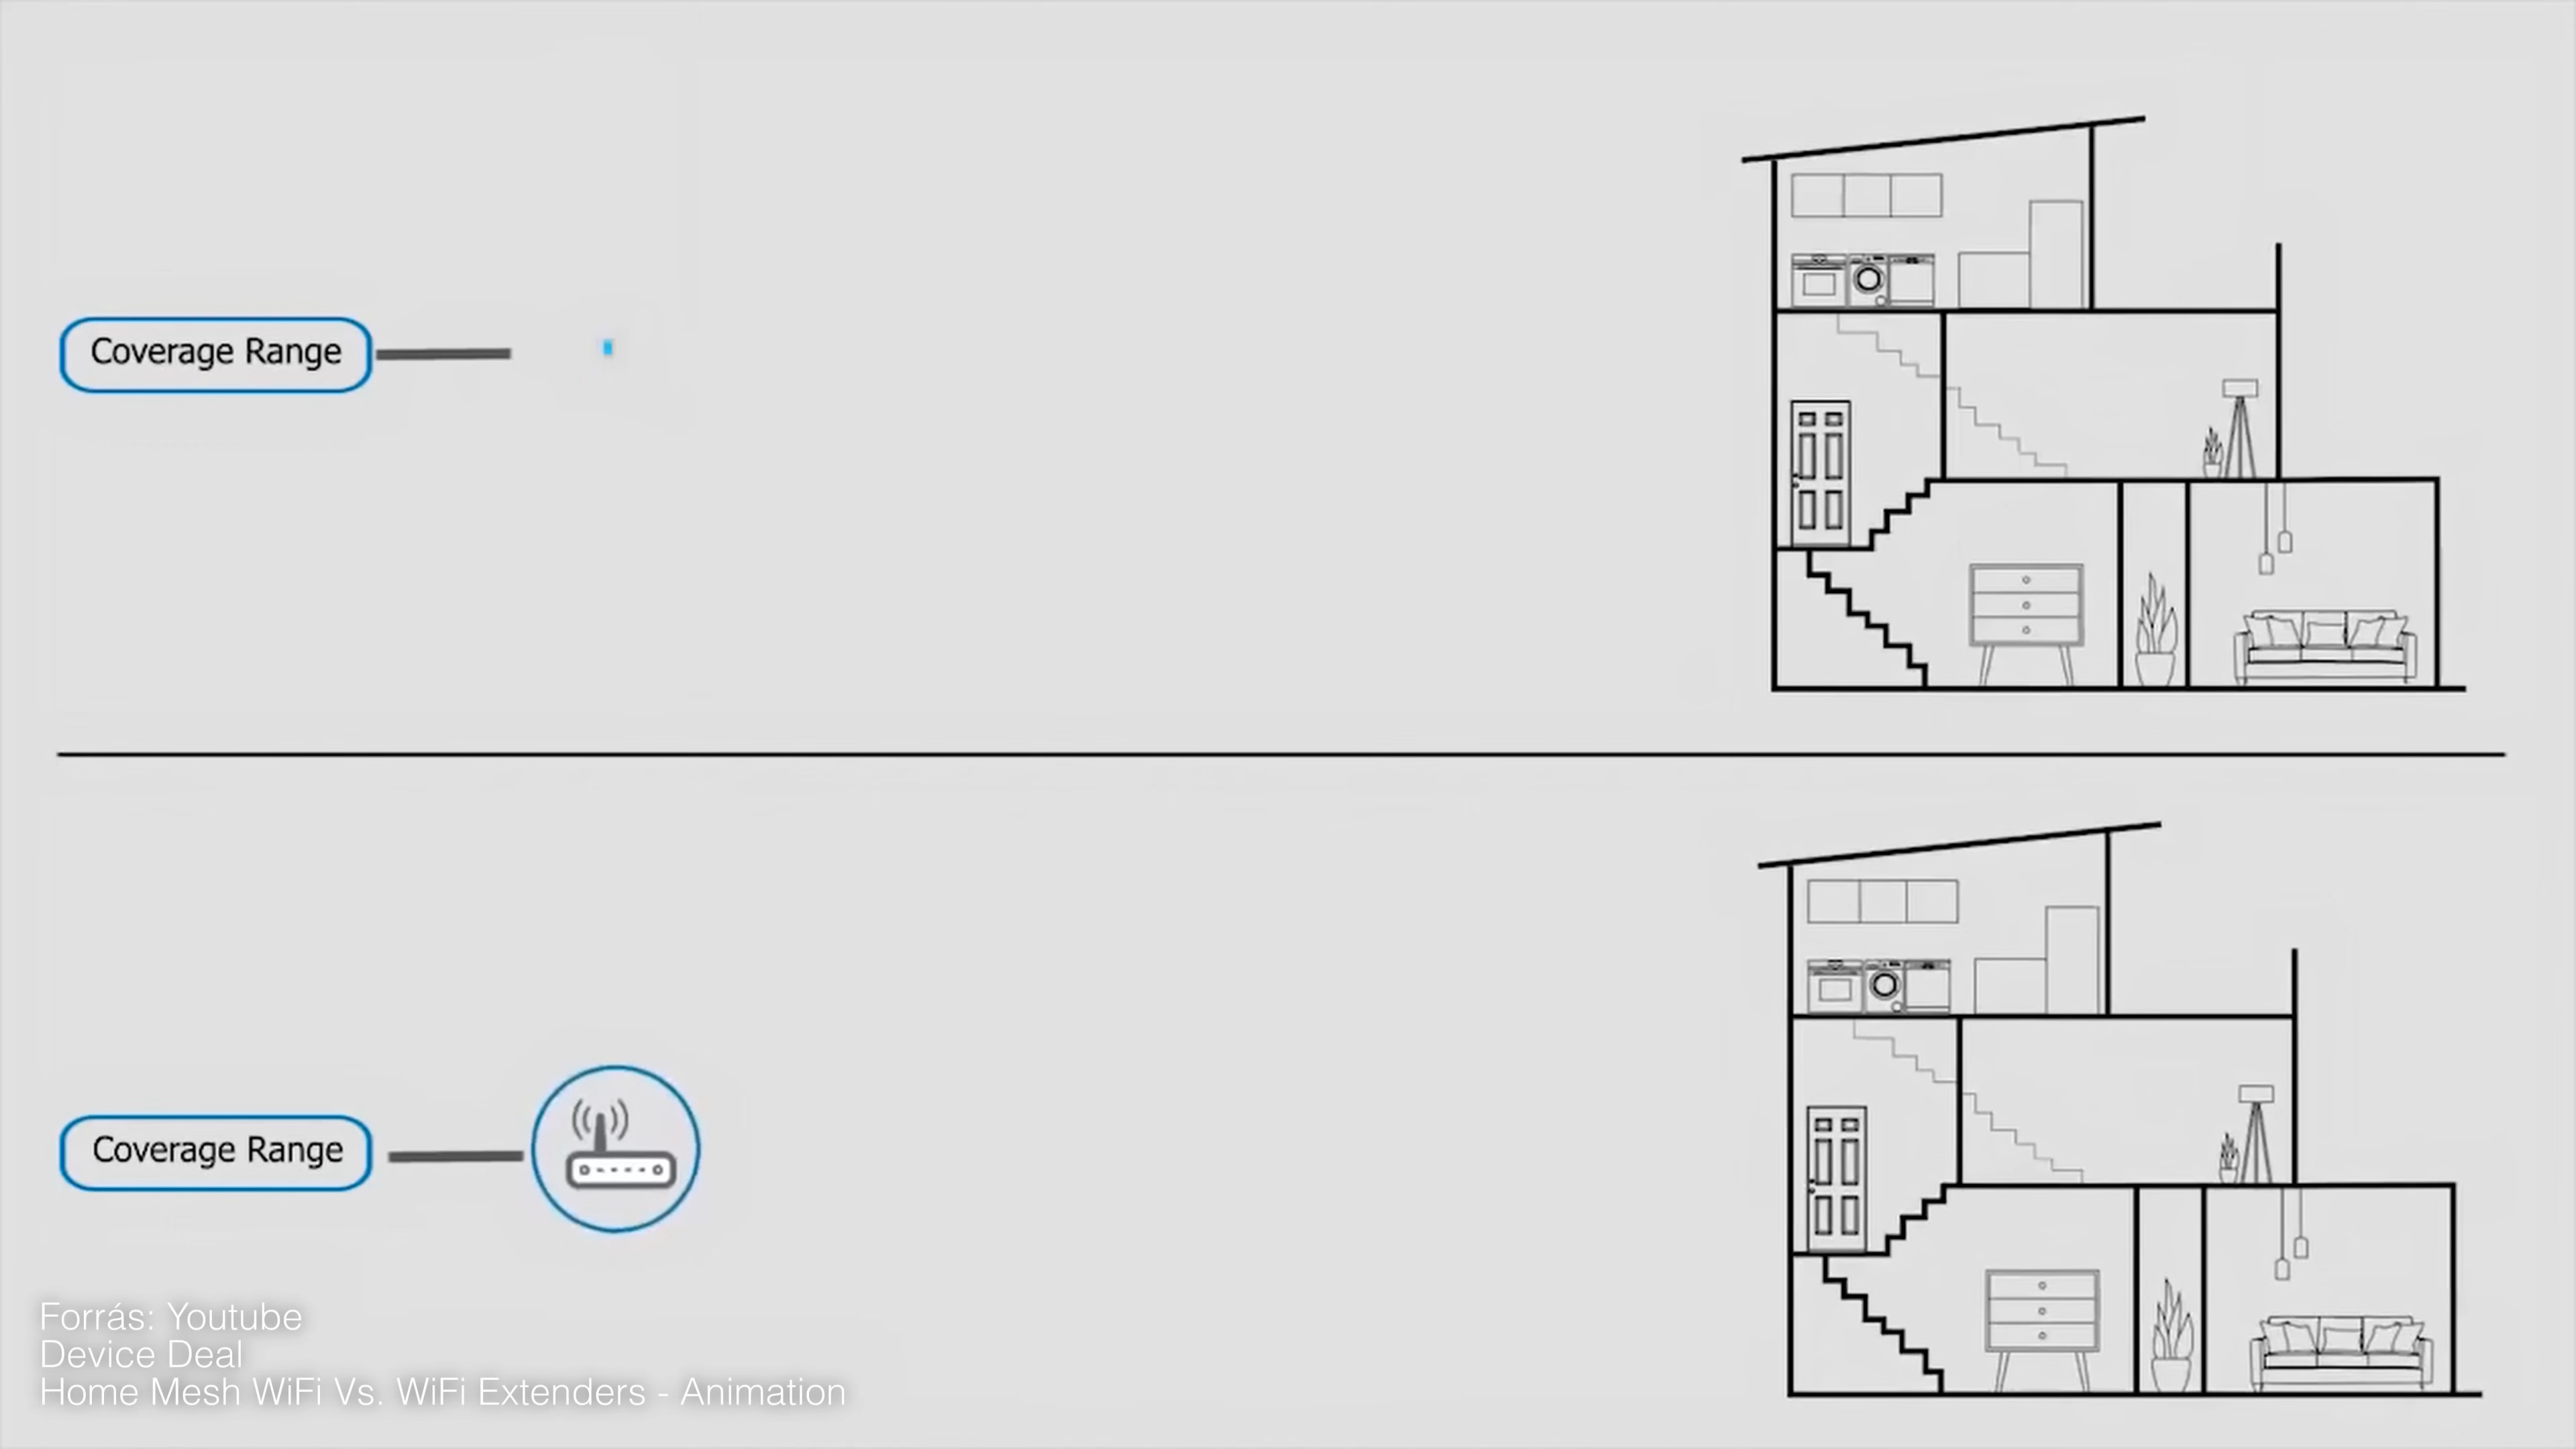 Coverage Range
Coverage Range
Forrás: Youtube
Device Deal
Home Mesh WiFi Vs. WiFi Extenders - Animation